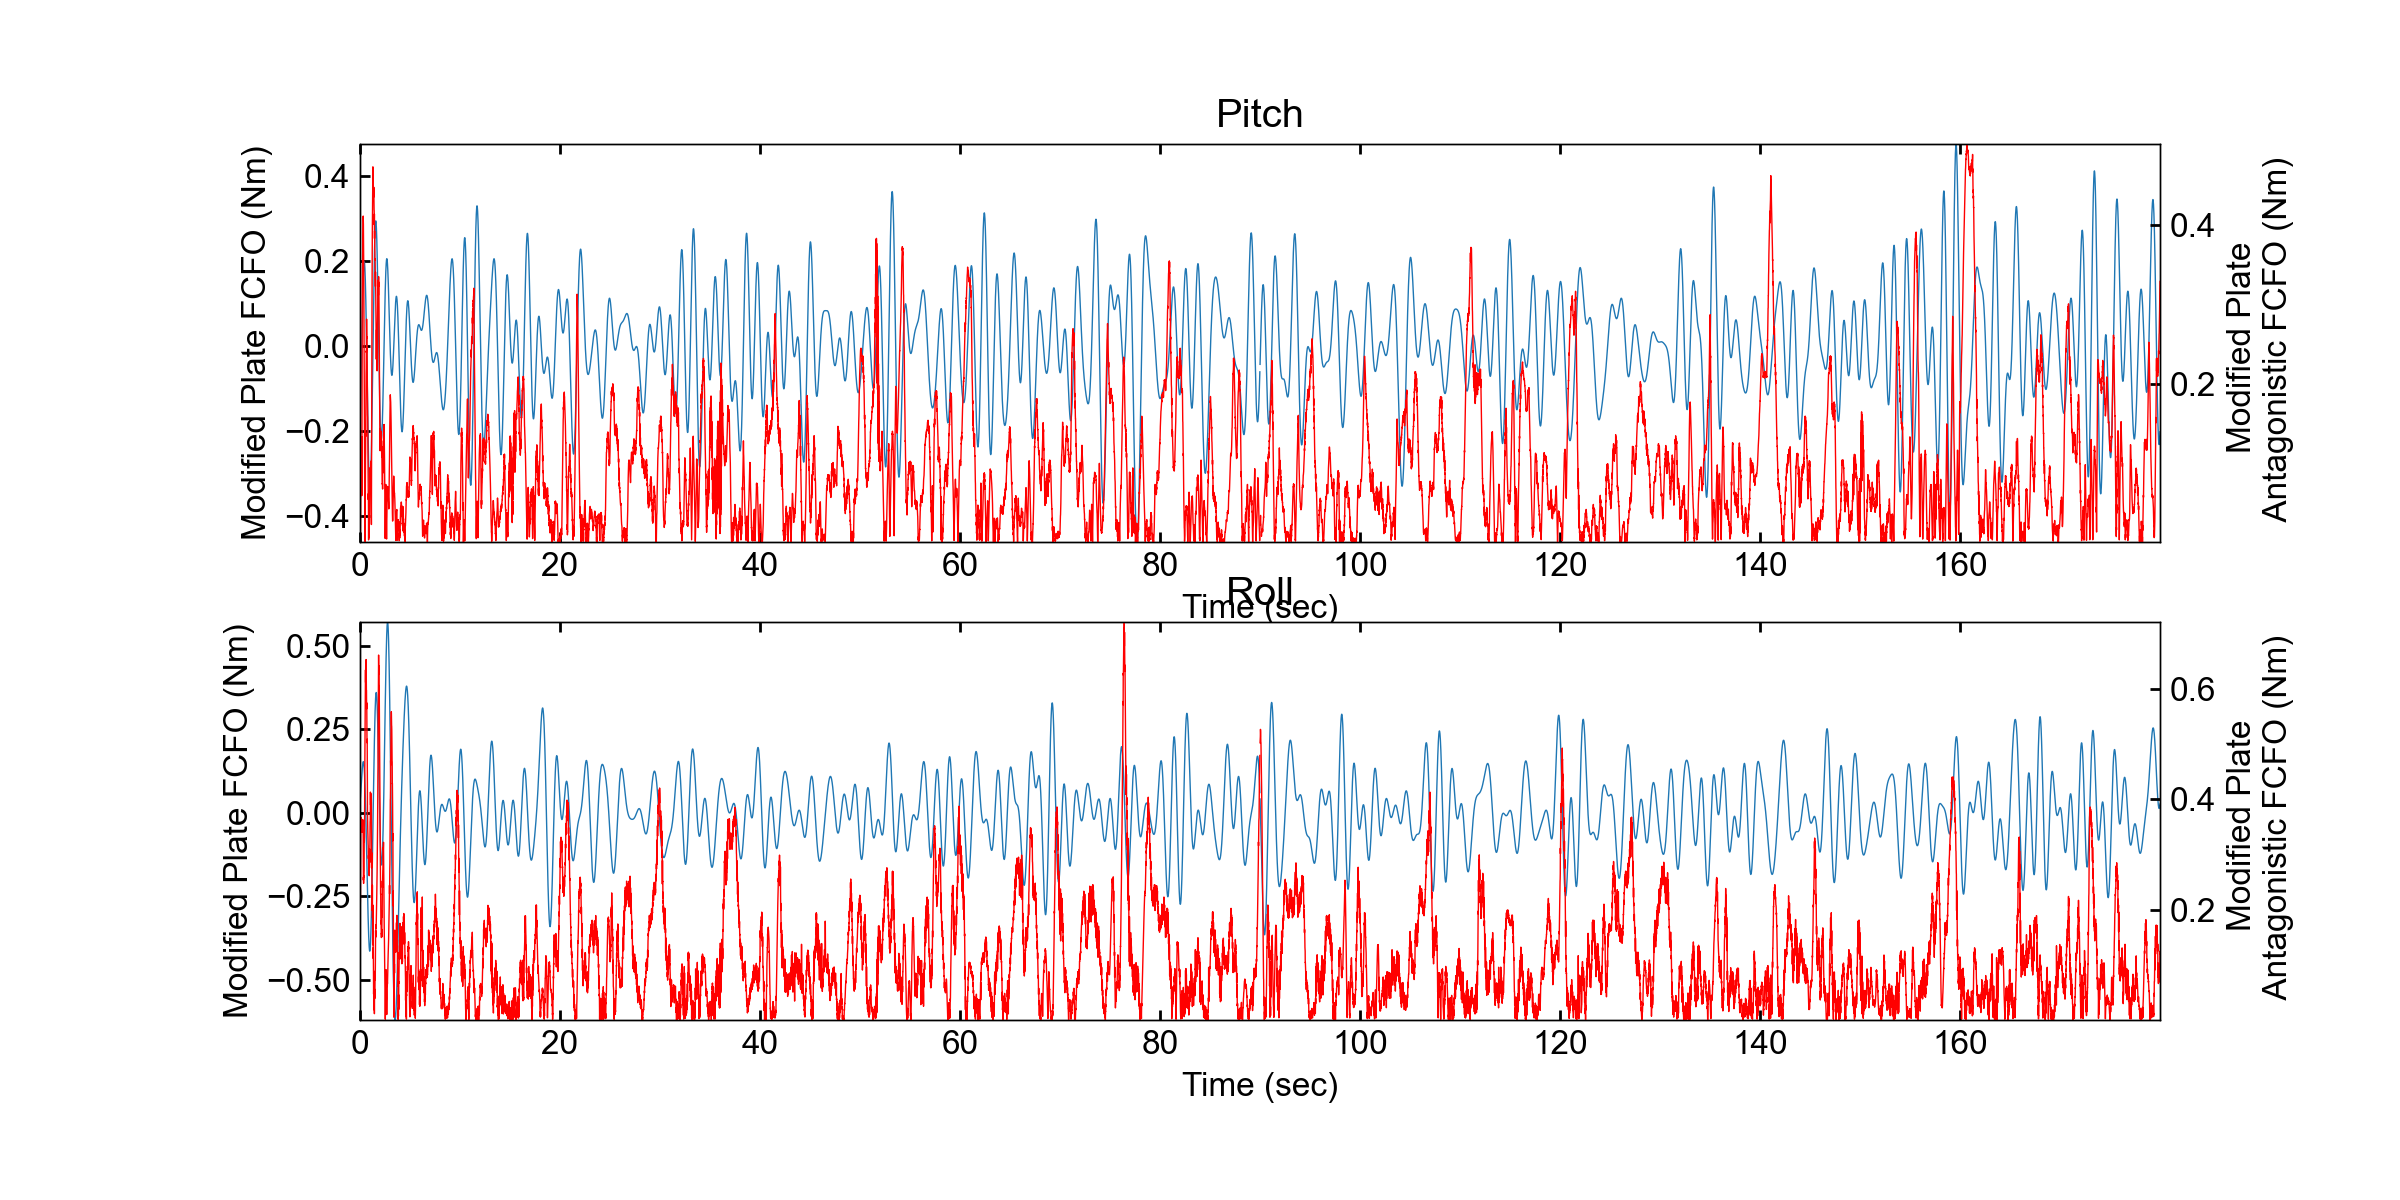 Pitch
Modified Plate FCFO (Nm)
0.4
0.2
0.0
−0.2
−0.4
0.4
0.2
Modified Plate
Antagonistic FCFO (Nm)
0 20 40 60 80 100 120 140 160
Time (sec)
Roll
Modified Plate FCFO (Nm)
0.50
0.25
0.00
−0.25
−0.50
0.6
0.4
0.2
Modified Plate
Antagonistic FCFO (Nm)
0 20 40 60 80 100 120 140 160
Time (sec)